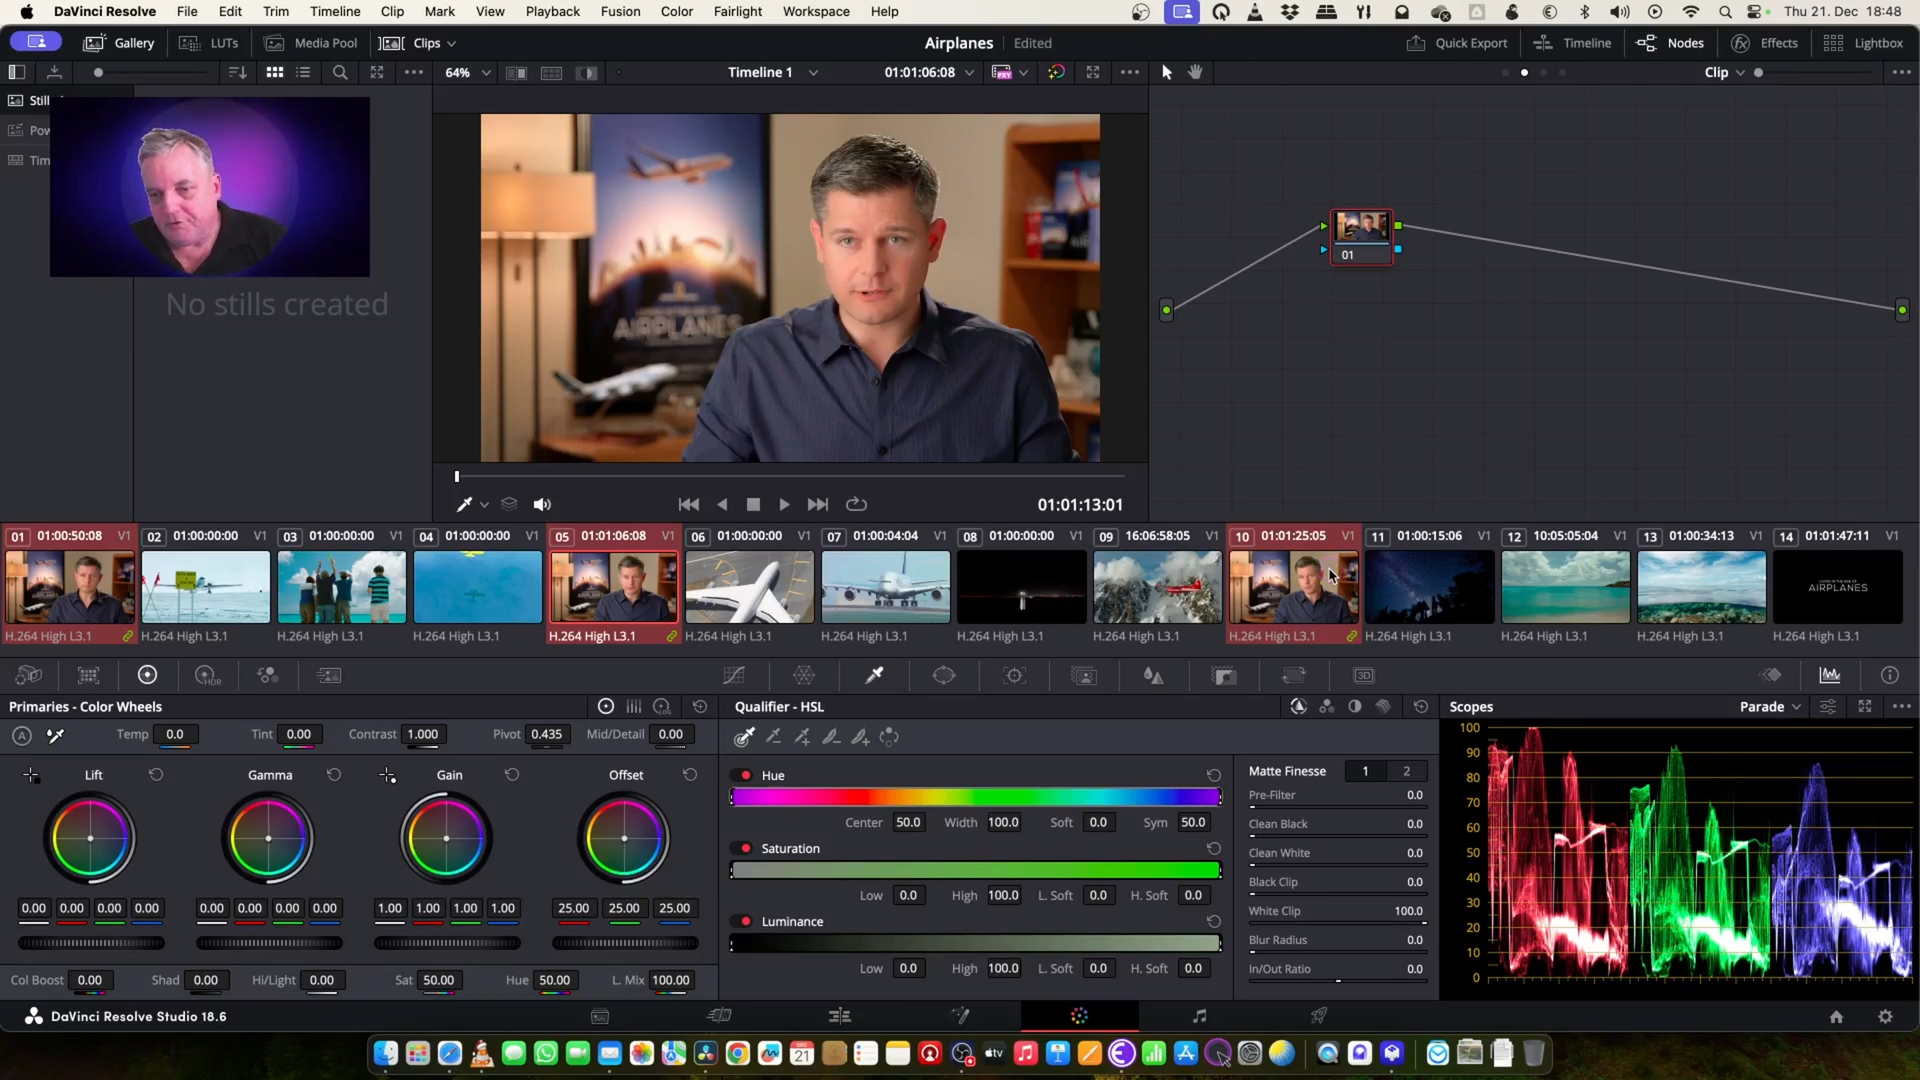 DaVinci Resolve File Edit Trim Timeline Clip Mark View Playback Fusion Color Fairlight Workspace Help Thu 21. Dec 18:48
Gallery LUTs Media Pool Clips Airplanes Edited Quick Export Timeline Nodes Effects Lightbox
64% Timeline 1 01:01:06:08 PXY Clip
Still
Pow
Tim
No stills created
AIRPLANES
01
01:01:13:01
01 01:00:50:08 V1 02 01:00:00:00 V1 03 01:00:00:00 V1 04 01:00:00:00 V1 05 01:01:06:08 V1 06 01:00:00:00 V1 07 01:00:04:04 V1 08 01:00:00:00 V1 09 16:06:58:05 V1 10 01:01:25:05 V1 11 01:00:15:06 V1 12 10:05:05:04 V1 13 01:00:34:13 V1 14 01:01:47:11 V1
AIRPLANES
H.264 High L3.1 H.264 High L3.1 H.264 High L3.1 H.264 High L3.1 H.264 High L3.1 H.264 High L3.1 H.264 High L3.1 H.264 High L3.1 H.264 High L3.1 H.264 High L3.1 H.264 High L3.1 H.264 High L3.1 H.264 High L3.1 H.264 High L3.1
HDR 3D
Primaries - Color Wheels LOG Qualifier - HSL Scopes Parade
A Temp 0.0 Tint 0.00 Contrast 1.000 Pivot 0.435 Mid/Detail 0.00
Lift Gamma Gain Offset
0.00 0.00 0.00 0.00 0.00 0.00 0.00 0.00 1.00 1.00 1.00 1.00 25.00 25.00 25.00
Col Boost 0.00 Shad 0.00 Hi/Light 0.00 Sat 50.00 Hue 50.00 L. Mix 100.00
Hue
Center 50.0 Width 100.0 Soft 0.0 Sym 50.0
Saturation
Low 0.0 High 100.0 L. Soft 0.0 H. Soft 0.0
Luminance
Low 0.0 High 100.0 L. Soft 0.0 H. Soft 0.0
Matte Finesse 1 2
Pre-Filter 0.0
Clean Black 0.0
Clean White 0.0
Black Clip 0.0
White Clip 100.0
Blur Radius 0.0
In/Out Ratio 0.0
100
90
80
70
60
50
40
30
20
10
0
DaVinci Resolve Studio 18.6
DEC
21
tv